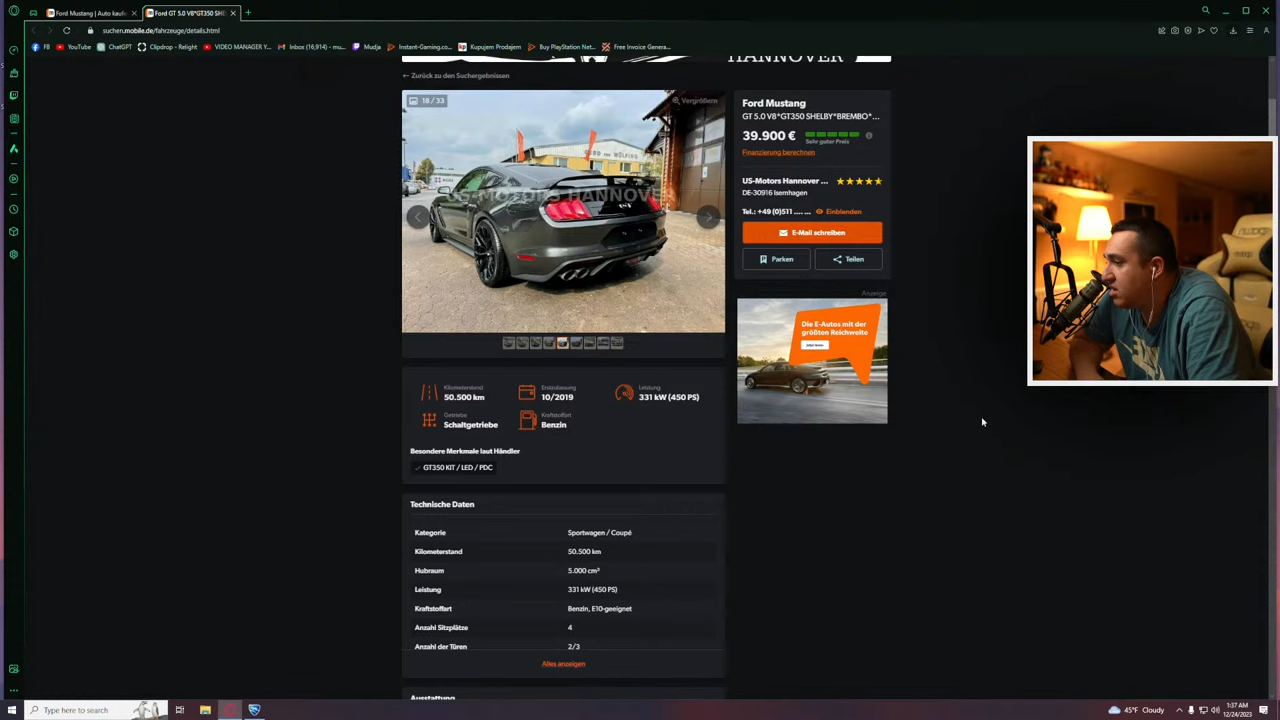 Ford Mustang | Auto kaufe
Ford GT 5.0 V8*GT350 SHE
suchen.mobile.de/fahrzeuge/details.html
FB
YouTube
ChatGPT
Clipdrop - Relight
VIDEO MANAGER Y...
Inbox (16,914) - mu...
Mudja
Instant-Gaming.co...
Kupujem Prodajem
Buy PlayStation Net...
Free Invoice Genera...
HANNOVER
← Zurück zu den Suchergebnissen
18 / 33
Vergrößern
US-MOTORS HANNOVER
Ford Mustang
GT 5.0 V8*GT350 SHELBY*BREMBO*...
39.900 €
Sehr guter Preis
Finanzierung berechnen
US-Motors Hannover ...
DE-30916 Isernhagen
Tel.: +49 (0)511 .... ...
Einblenden
E-Mail schreiben
Parken
Teilen
Anzeige
Die E-Autos mit der
größten Reichweite
Kilometerstand
50.500 km
Erstzulassung
10/2019
Leistung
331 kW (450 PS)
Getriebe
Schaltgetriebe
Kraftstoffart
Benzin
Besondere Merkmale laut Händler
GT350 KIT / LED / PDC
Technische Daten
Kategorie
Sportwagen / Coupé
Kilometerstand
50.500 km
Hubraum
5.000 cm³
Leistung
331 kW (450 PS)
Kraftstoffart
Benzin, E10-geeignet
Anzahl Sitzplätze
4
Anzahl der Türen
2/3
Alles anzeigen
Ausstattung
Type here to search
45°F Cloudy
1:37 AM
12/24/2023